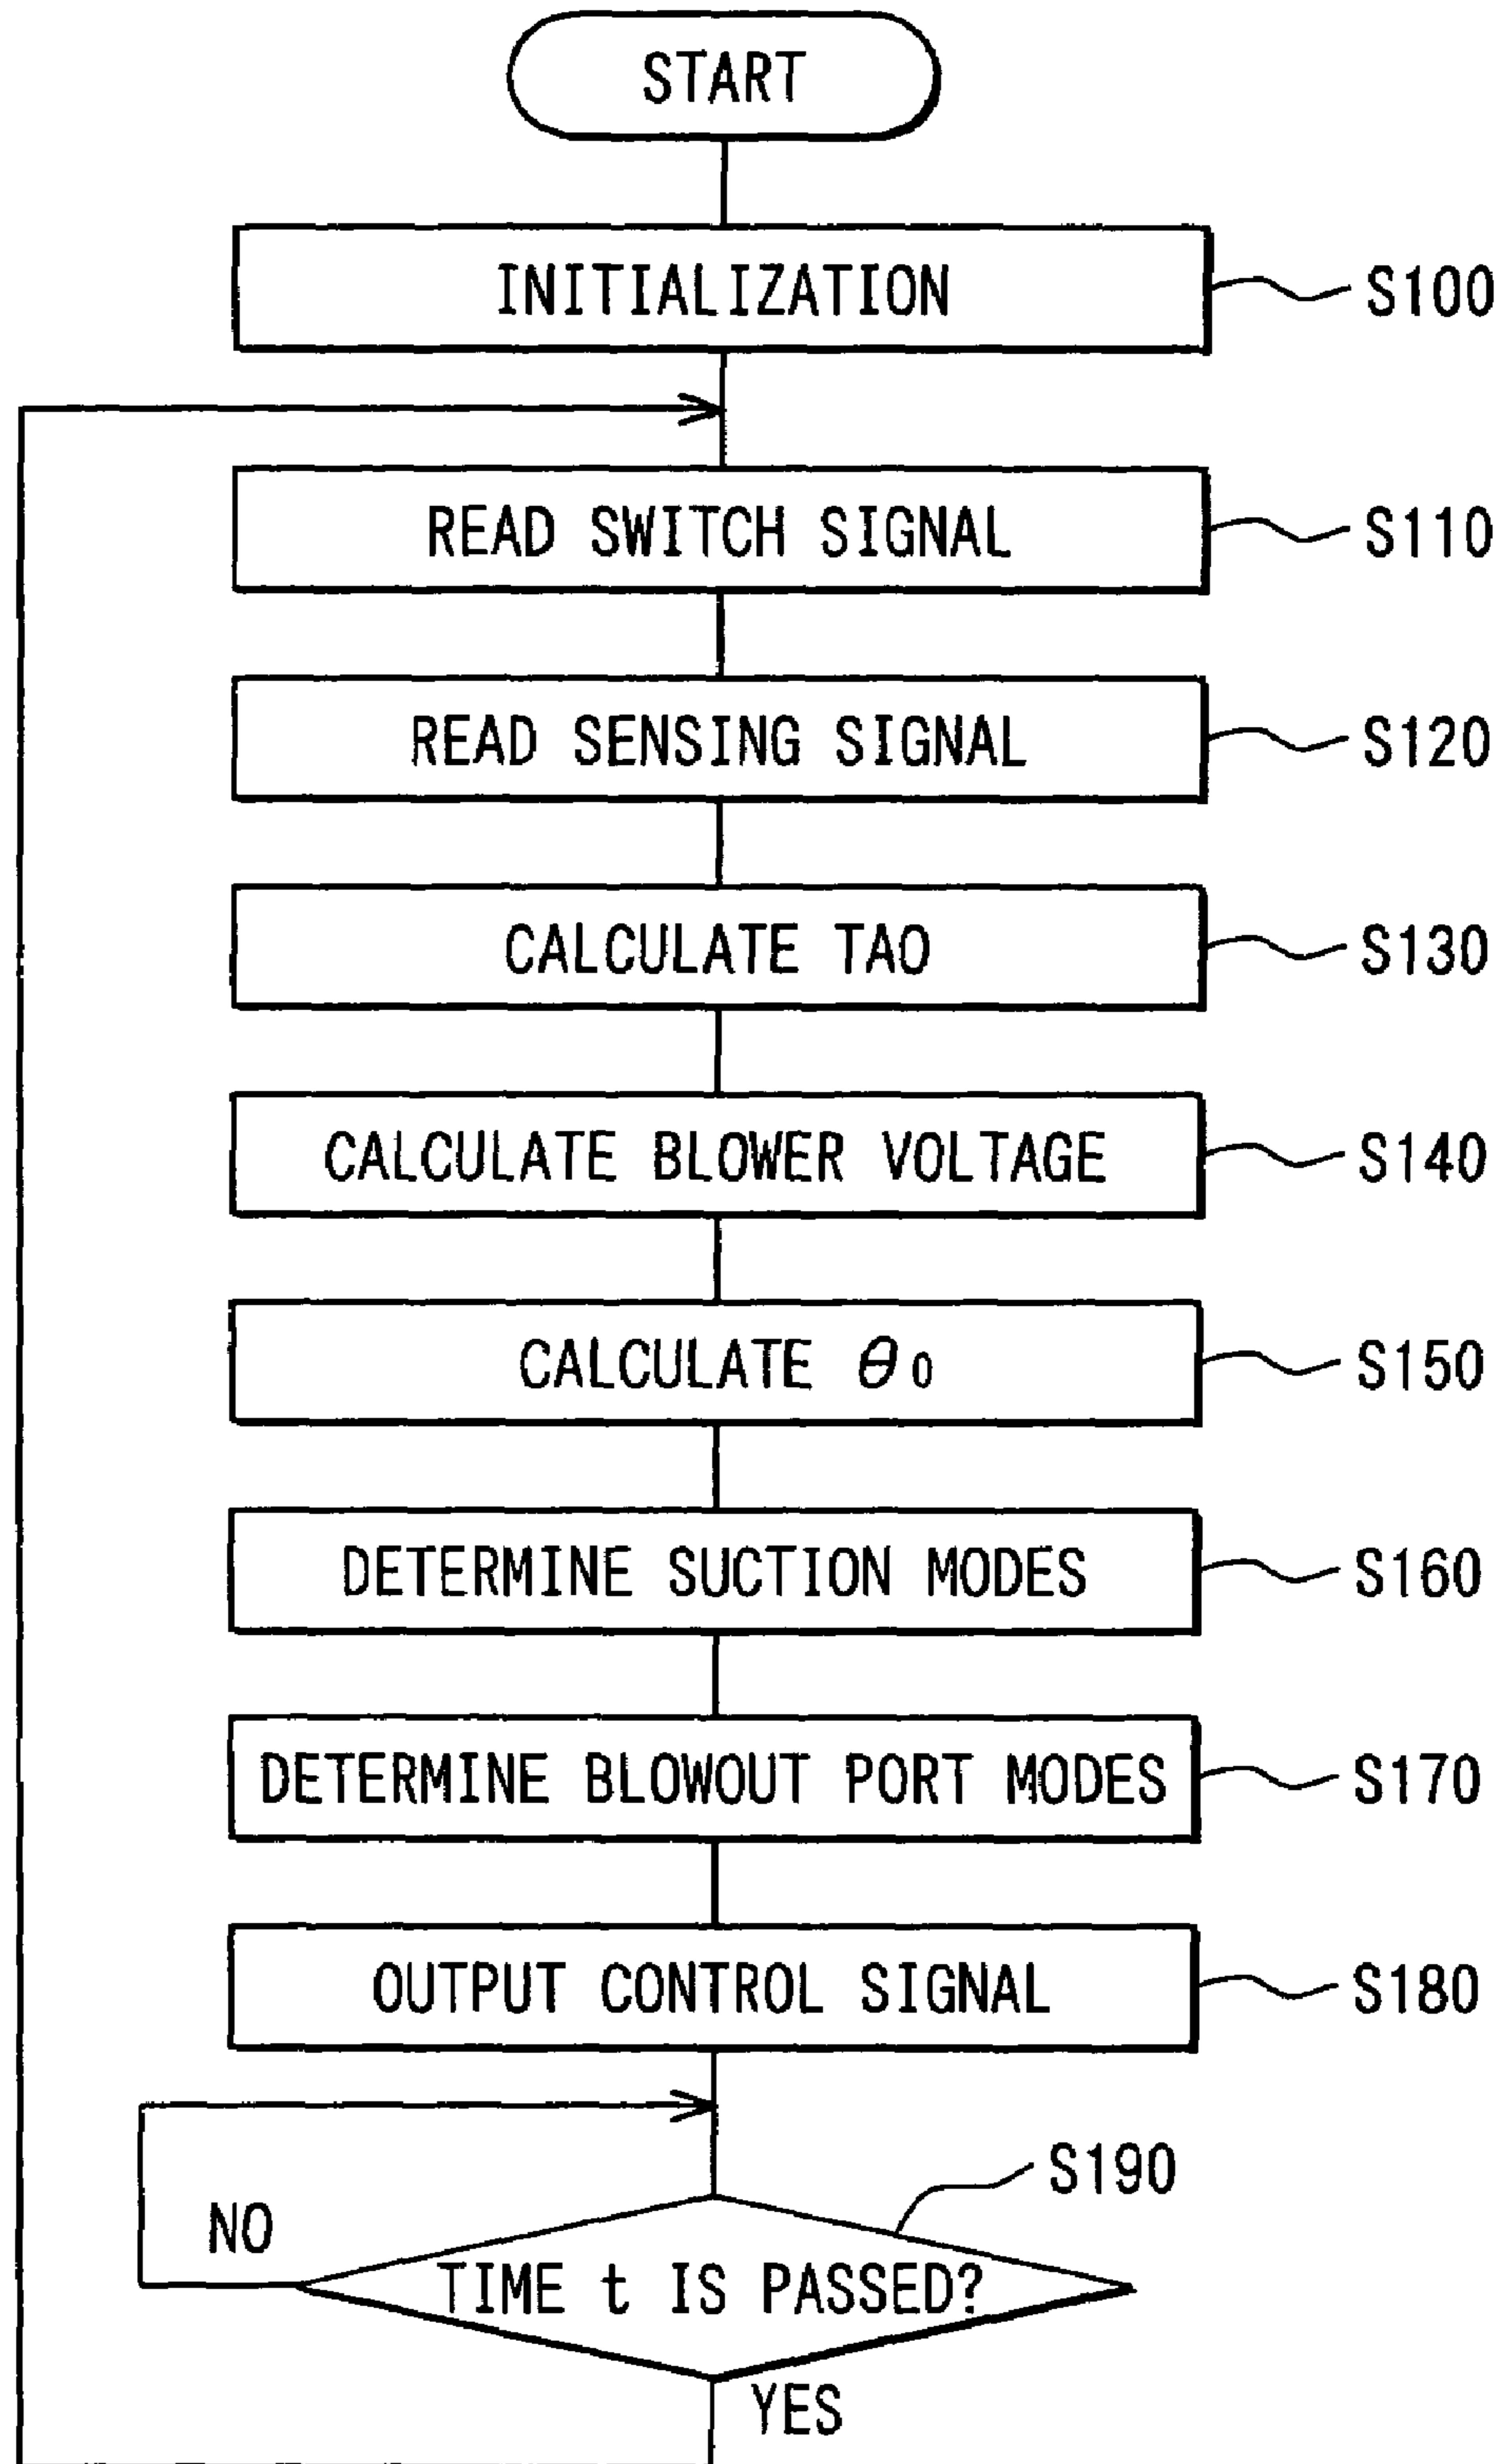 START
INITIALIZATION
S100
READ SWITCH SIGNAL
S110
READ SENSING SIGNAL
S120
CALCULATE TAO
S130
CALCULATE BLOWER VOLTAGE
S140
CALCULATE θ0
S150
DETERMINE SUCTION MODES
S160
DETERMINE BLOWOUT PORT MODES
S170
OUTPUT CONTROL SIGNAL
S180
S190
NO
TIME t IS PASSED?
YES